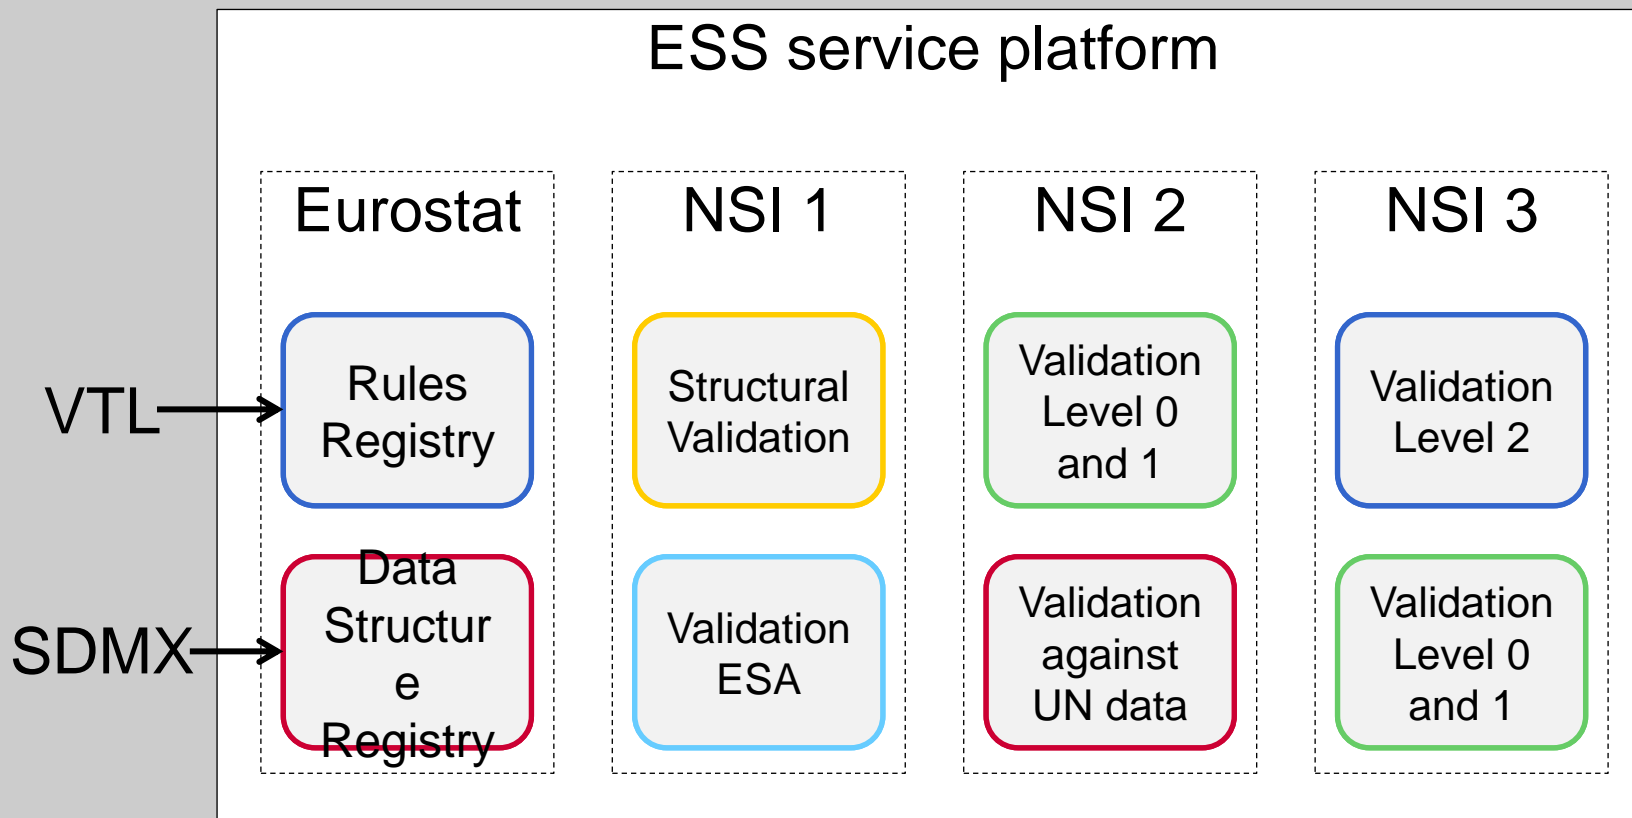 ESS service platform
Eurostat
NSI 1
NSI 2
NSI 3
VTL
Rules
Registry
Structural
Validation
Validation
Level 0
and 1
Validation
Level 2
SDMX
Data
Structur
e
Registry
Validation
ESA
Validation
against
UN data
Validation
Level 0
and 1